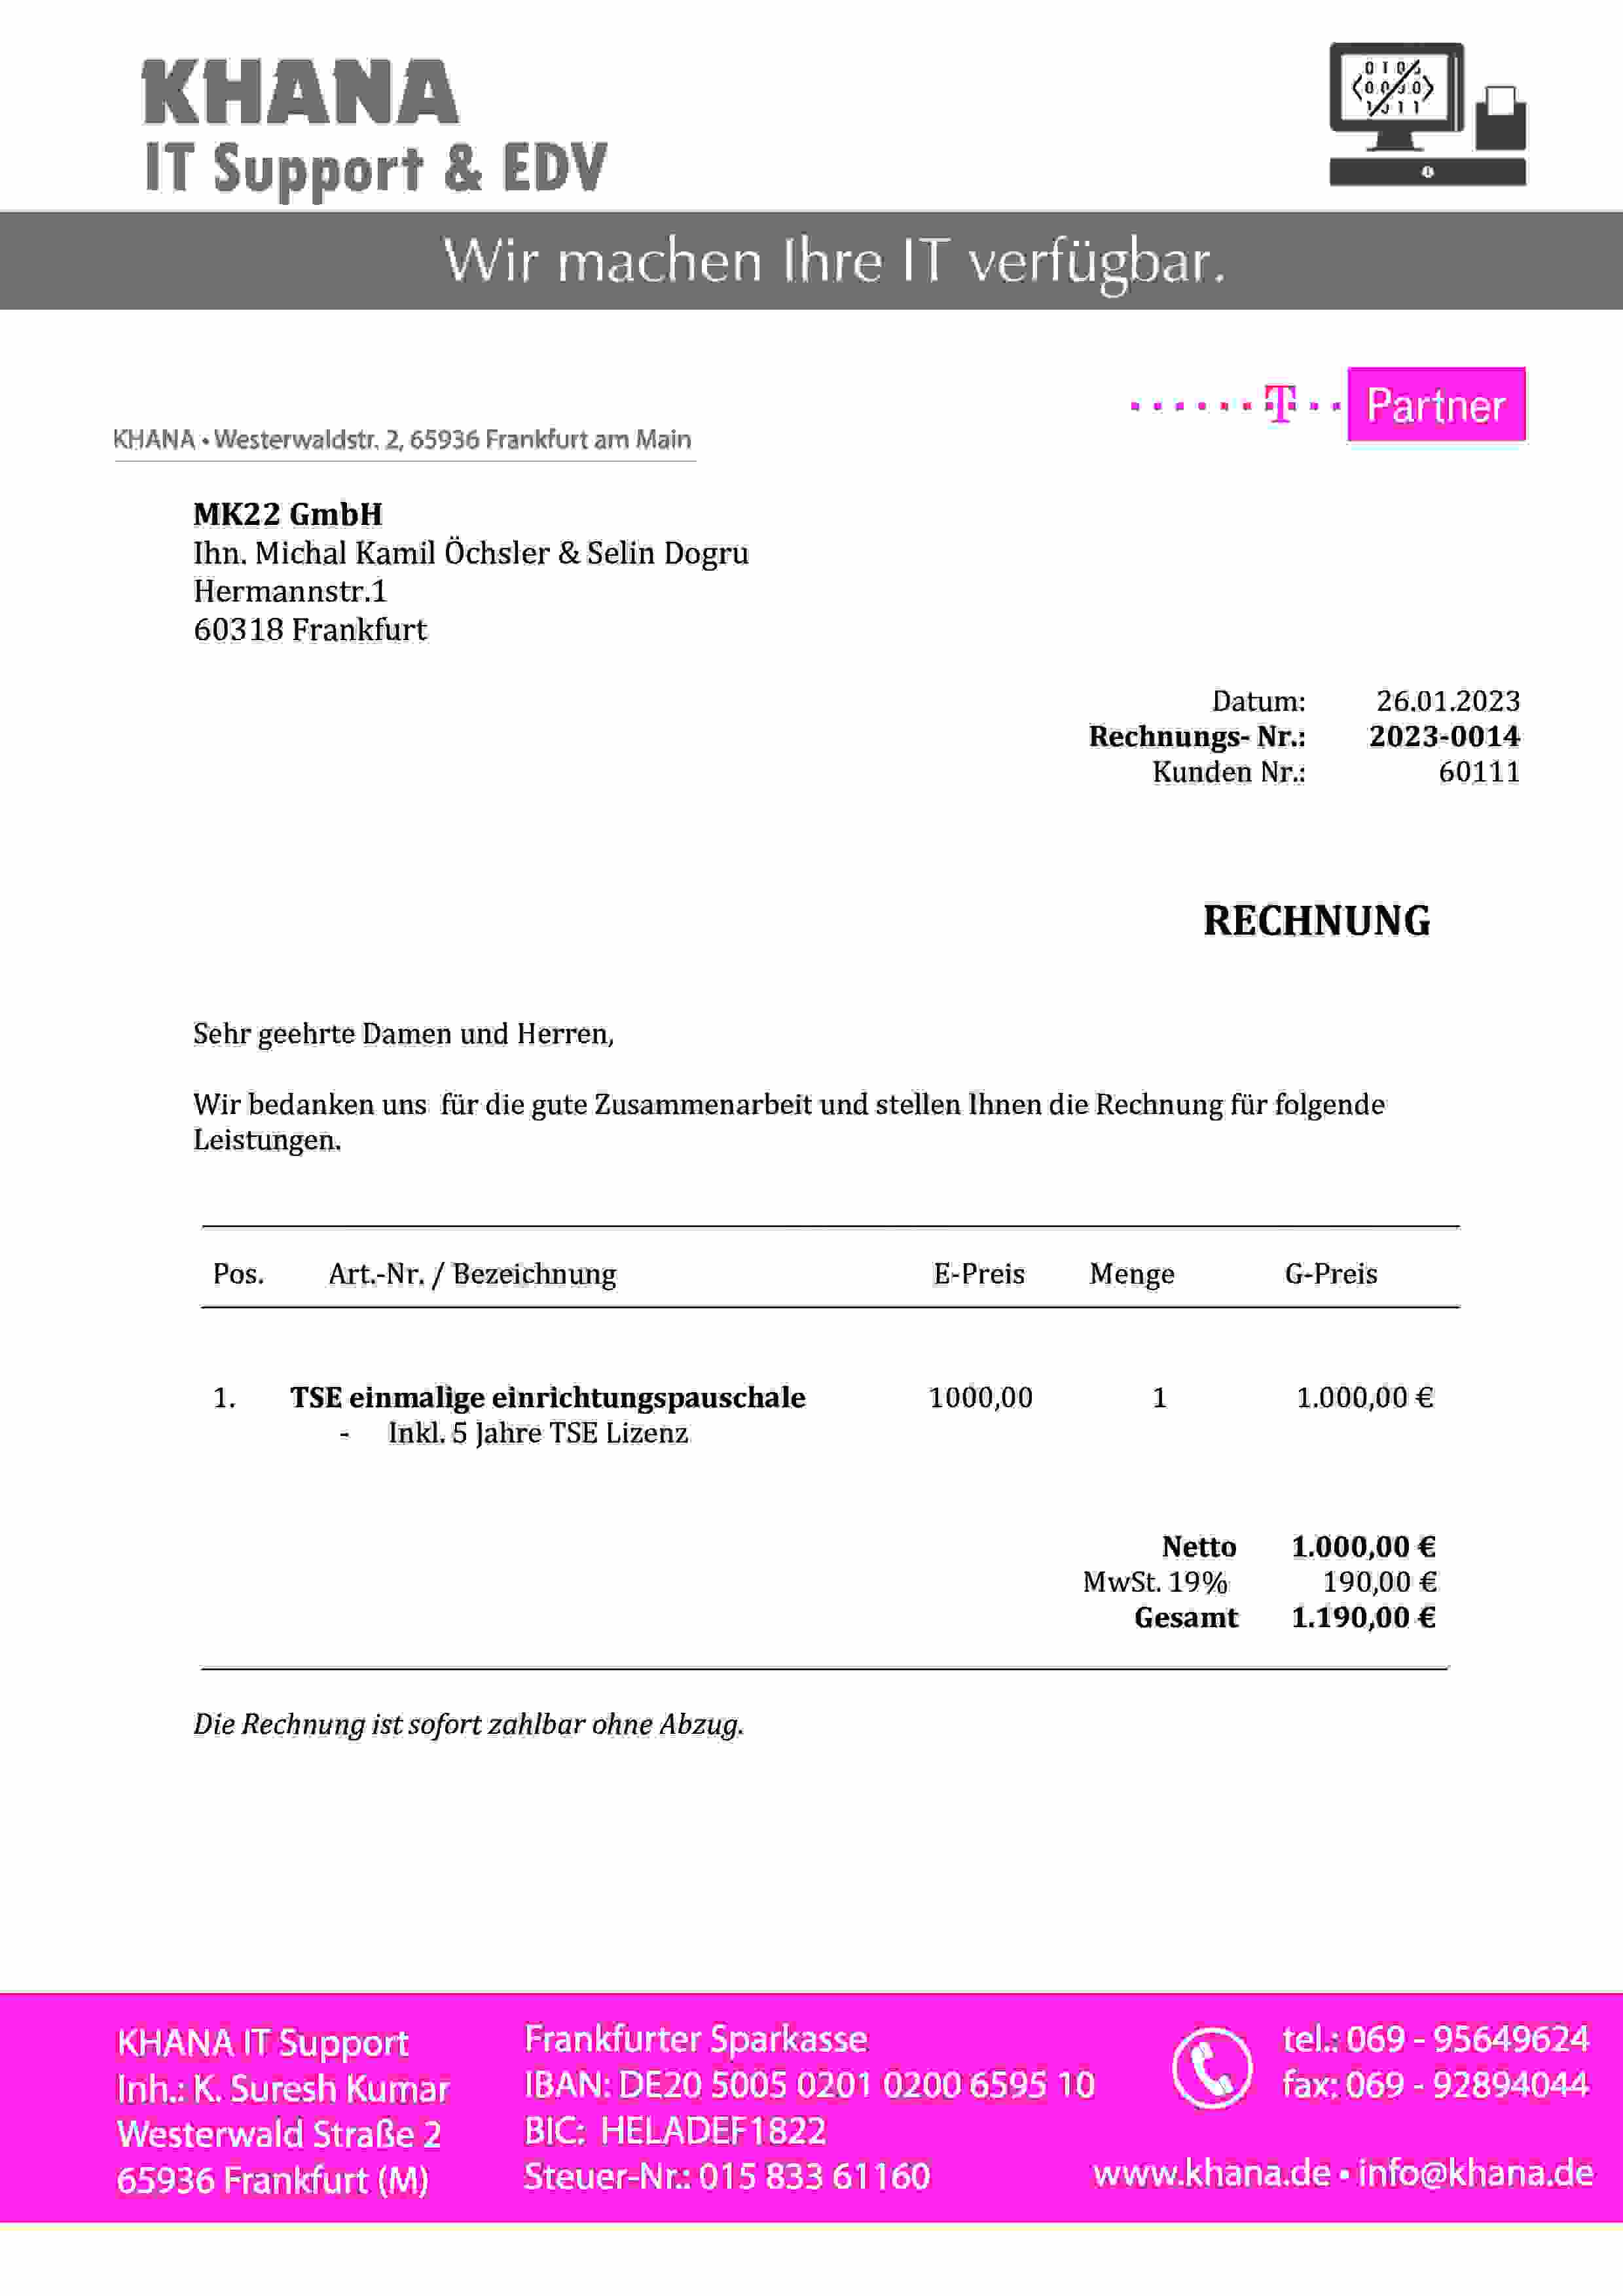 KHANA
IT Support & EDV
Wir machen Ihre IT verfügbar.
T Partner
KHANA • Westerwaldstr. 2, 65936 Frankfurt am Main
MK22 GmbH
Ihn. Michal Kamil Öchsler & Selin Dogru
Hermannstr.1
60318 Frankfurt
Datum: 26.01.2023
Rechnungs- Nr.: 2023-0014
Kunden Nr.: 60111
RECHNUNG
Sehr geehrte Damen und Herren,
Wir bedanken uns für die gute Zusammenarbeit und stellen Ihnen die Rechnung für folgende
Leistungen.
Pos. Art.-Nr. / Bezeichnung E-Preis Menge G-Preis
1. TSE einmalige einrichtungspauschale 1000,00 1 1.000,00 €
- Inkl. 5 Jahre TSE Lizenz
Netto 1.000,00 €
MwSt. 19% 190,00 €
Gesamt 1.190,00 €
Die Rechnung ist sofort zahlbar ohne Abzug.
KHANA IT Support
Inh.: K. Suresh Kumar
Westerwald Straße 2
65936 Frankfurt (M)
Frankfurter Sparkasse
IBAN: DE20 5005 0201 0200 6595 10
BIC: HELADEF1822
Steuer-Nr.: 015 833 61160
tel.: 069 - 95649624
fax: 069 - 92894044
www.khana.de • info@khana.de